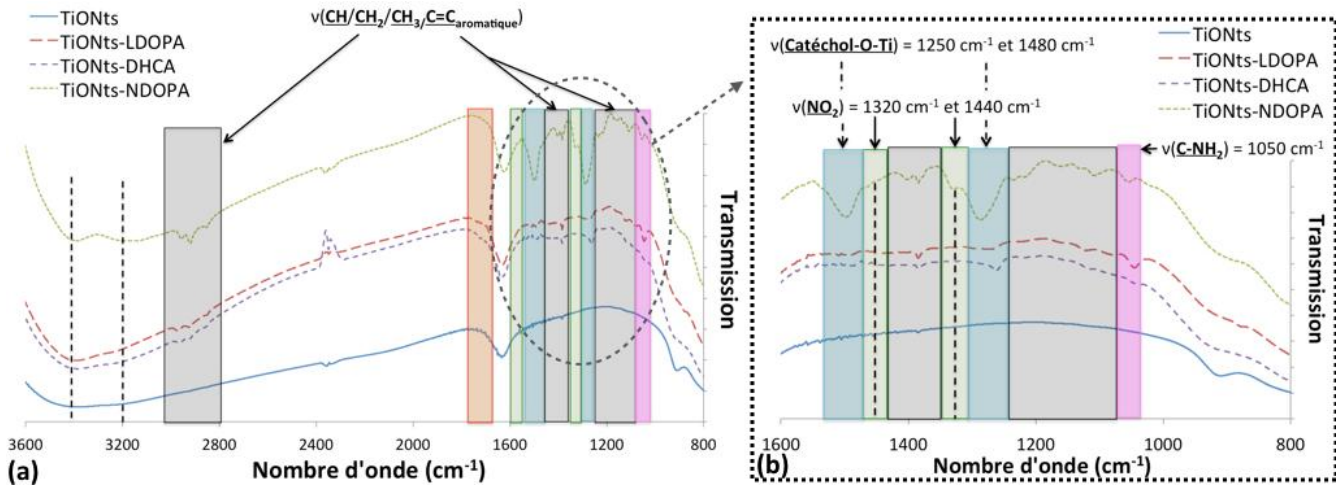 TiONts
TiONts-LDOPA
TiONts-DHCA
TiONts-NDOPA
ν(CH/CH₂/CH₃/C=Caromatique)
Transmission
3600 3200 2800 2400 2000 1600 1200 800
(a)
Nombre d'onde (cm⁻¹)
ν(Catéchol-O-Ti) = 1250 cm⁻¹ et 1480 cm⁻¹
TiONts
TiONts-LDOPA
TiONts-DHCA
TiONts-NDOPA
ν(NO₂) = 1320 cm⁻¹ et 1440 cm⁻¹
ν(C-NH₂) = 1050 cm⁻¹
Transmission
1600 1400 1200 1000 800
(b)
Nombre d'onde (cm⁻¹)